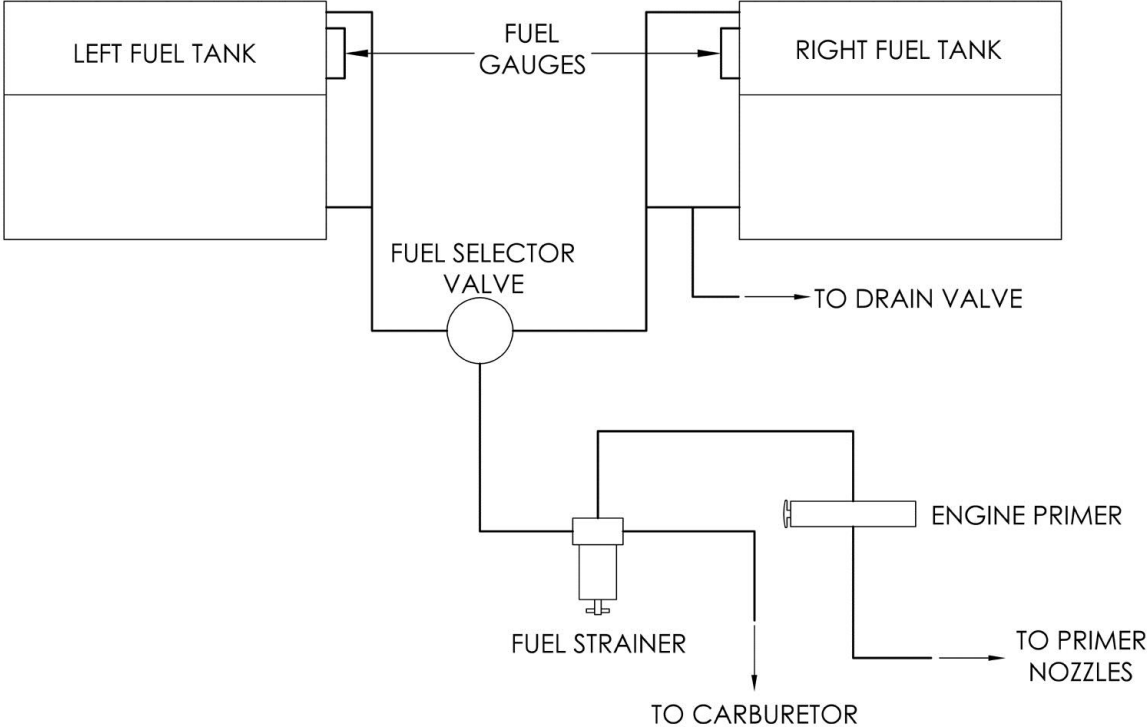 LEFT FUEL TANK
FUEL
GAUGES
RIGHT FUEL TANK
FUEL SELECTOR
VALVE
TO DRAIN VALVE
ENGINE PRIMER
FUEL STRAINER
TO PRIMER
NOZZLES
TO CARBURETOR